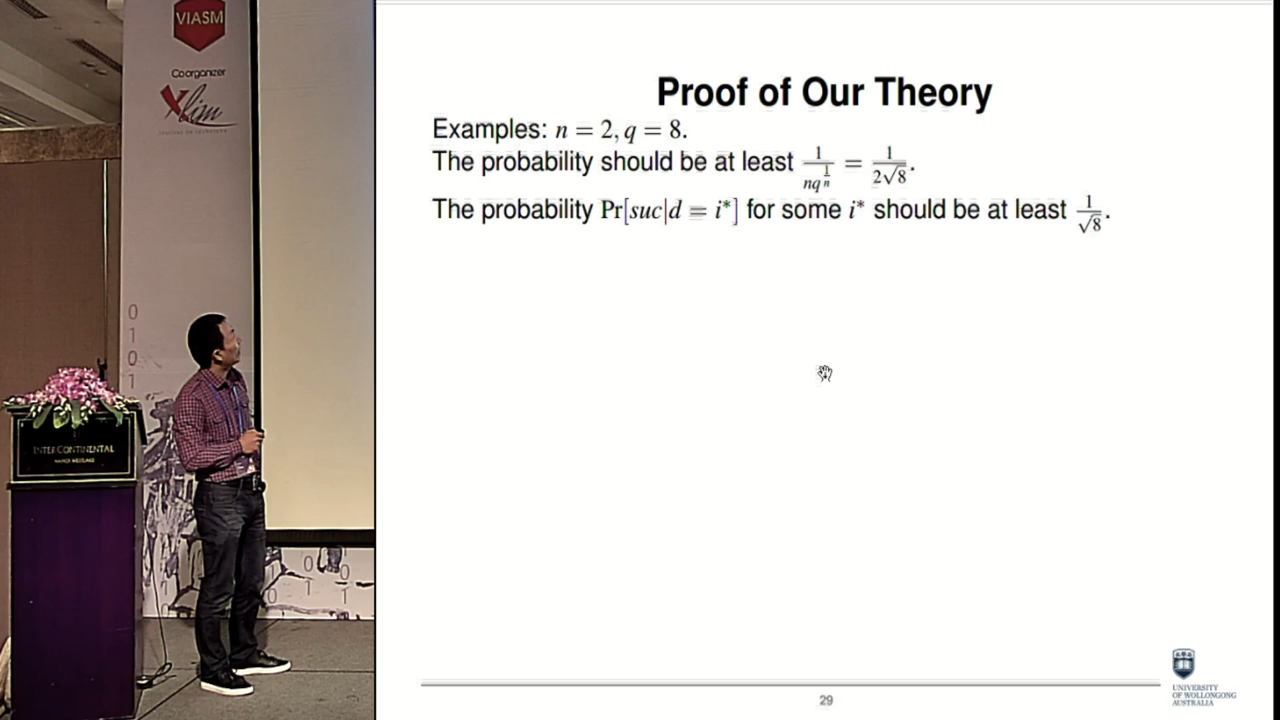 VIASM
Coorganizer
Xlim
0
1
0
1
INTERCONTINENTAL
HANOI WESTLAKE
Proof of Our Theory
Examples: n = 2, q = 8.
The probability should be at least 1/(nq^(1/n)) = 1/(2√8).
The probability Pr[suc|d = i*] for some i* should be at least 1/√8.
29
UNIVERSITY
OF WOLLONGONG
AUSTRALIA